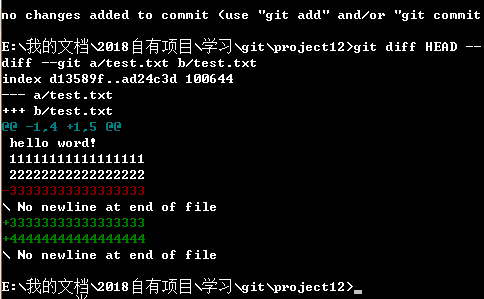 no changes added to commit (use "git add" and/or "git commit
E:\我的文档\2018自有项目\学习\git\project12>git diff HEAD --
diff --git a/test.txt b/test.txt
index d13589f..ad24c3d 100644
--- a/test.txt
+++ b/test.txt
@@ -1,4 +1,5 @@
 hello word!
 11111111111111111
 22222222222222222
-33333333333333333
\ No newline at end of file
+33333333333333333
+44444444444444444
\ No newline at end of file
E:\我的文档\2018自有项目\学习\git\project12>